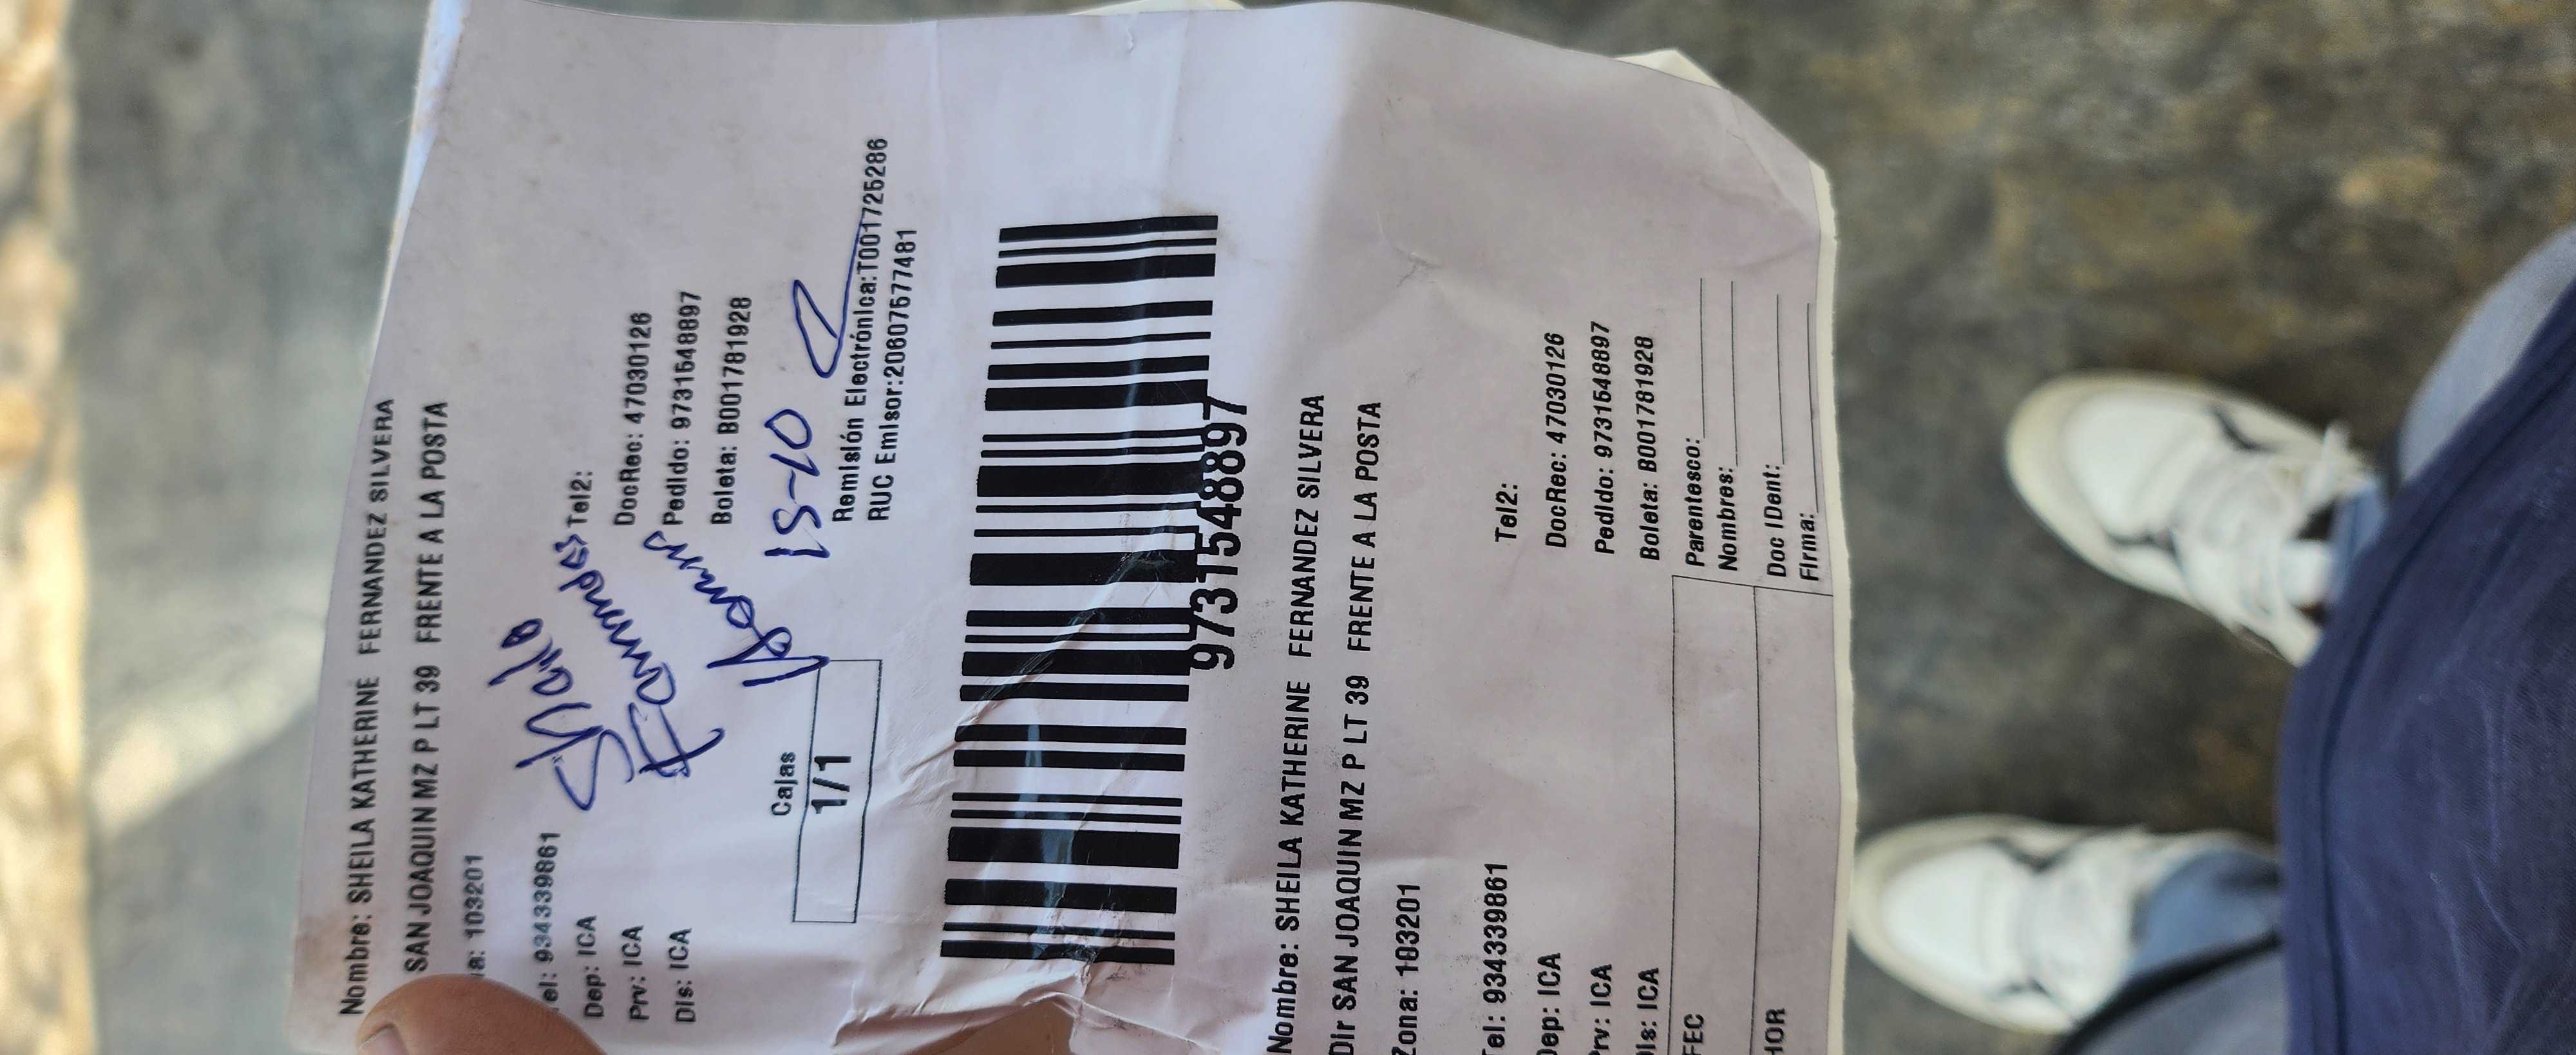 Nombre: SHEILA KATHERINE FERNANDEZ SILVERA
SAN JOAQUIN MZ P LT 39 FRENTE A LA POSTA
a: 103201
el: 934339861 Tel2:
Dep: ICA DocRec: 47030126
Prv: ICA Pedido: 9731548897
Dis: ICA Boleta: B001781928
15-10
Cajas
1/1
Remisión Electrónica:T001725286
RUC Emisor:20607577481
9731548897
Nombre: SHEILA KATHERINE FERNANDEZ SILVERA
Dir SAN JOAQUIN MZ P LT 39 FRENTE A LA POSTA
Zona: 103201
Tel: 934339861 Tel2:
Dep: ICA DocRec: 47030126
Prv: ICA Pedido: 9731548897
Dis: ICA Boleta: B001781928
FEC Parentesco:
Nombres:
HOR Doc IDent:
Firma: